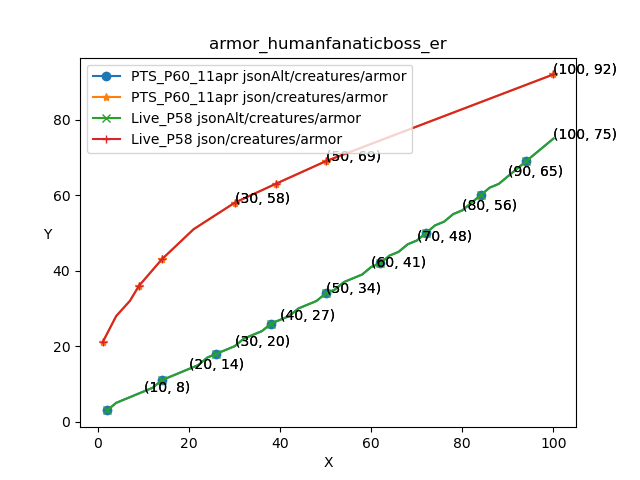 armor_humanfanaticboss_er
PTS_P60_11apr jsonAlt/creatures/armor
PTS_P60_11apr json/creatures/armor
Live_P58 jsonAlt/creatures/armor
Live_P58 json/creatures/armor
(100, 92)
(50, 69)
(30, 58)
(100, 75)
(90, 65)
(80, 56)
(70, 48)
(60, 41)
(50, 34)
(40, 27)
(30, 20)
(20, 14)
(10, 8)
Y
80
60
40
20
0
0 20 40 60 80 100
X